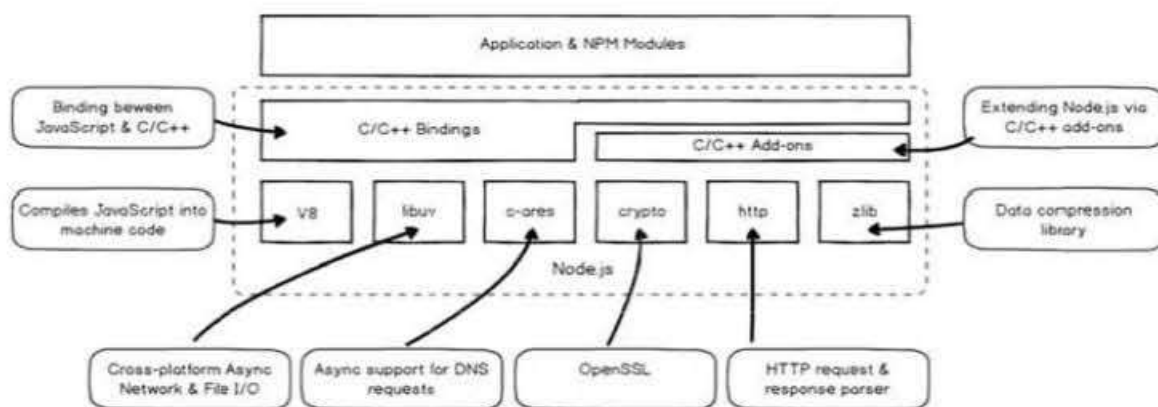 Application & NPM Modules
Binding beween
JavaScript & C/C++
C/C++ Bindings
Extending Node.js via
C/C++ add-ons
C/C++ Add-ons
Compiles JavaScript into
machine code
V8
libuv
c-ares
crypto
http
zlib
Data compression
library
Node.js
Cross-platform Async
Network & File I/O
Async support for DNS
requests
OpenSSL
HTTP request &
response parser